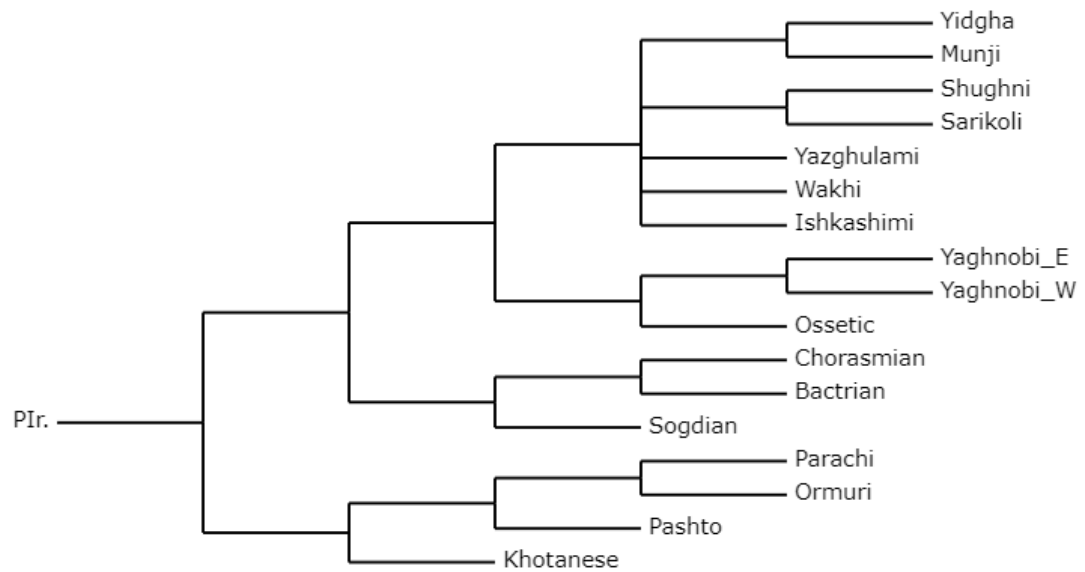 Yidgha
Munji
Shughni
Sarikoli
Yazghulami
Wakhi
Ishkashimi
Yaghnobi_E
Yaghnobi_W
Ossetic
Chorasmian
Bactrian
PIr.
Sogdian
Parachi
Ormuri
Pashto
Khotanese